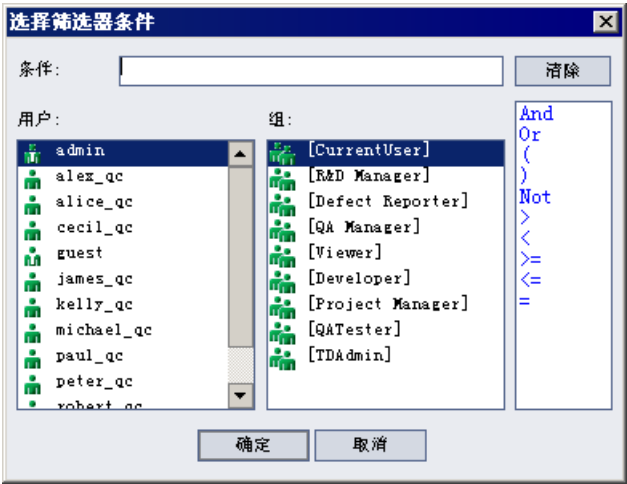 选择筛选器条件
条件:
清除
用户:
组:
admin
alex_qc
alice_qc
cecil_qc
guest
james_qc
kelly_qc
michael_qc
paul_qc
peter_qc
robert_qc
[CurrentUser]
[R&D Manager]
[Defect Reporter]
[QA Manager]
[Viewer]
[Developer]
[Project Manager]
[QATester]
[TDAdmin]
And
Or
(
)
Not
>
<
>=
<=
=
确定
取消